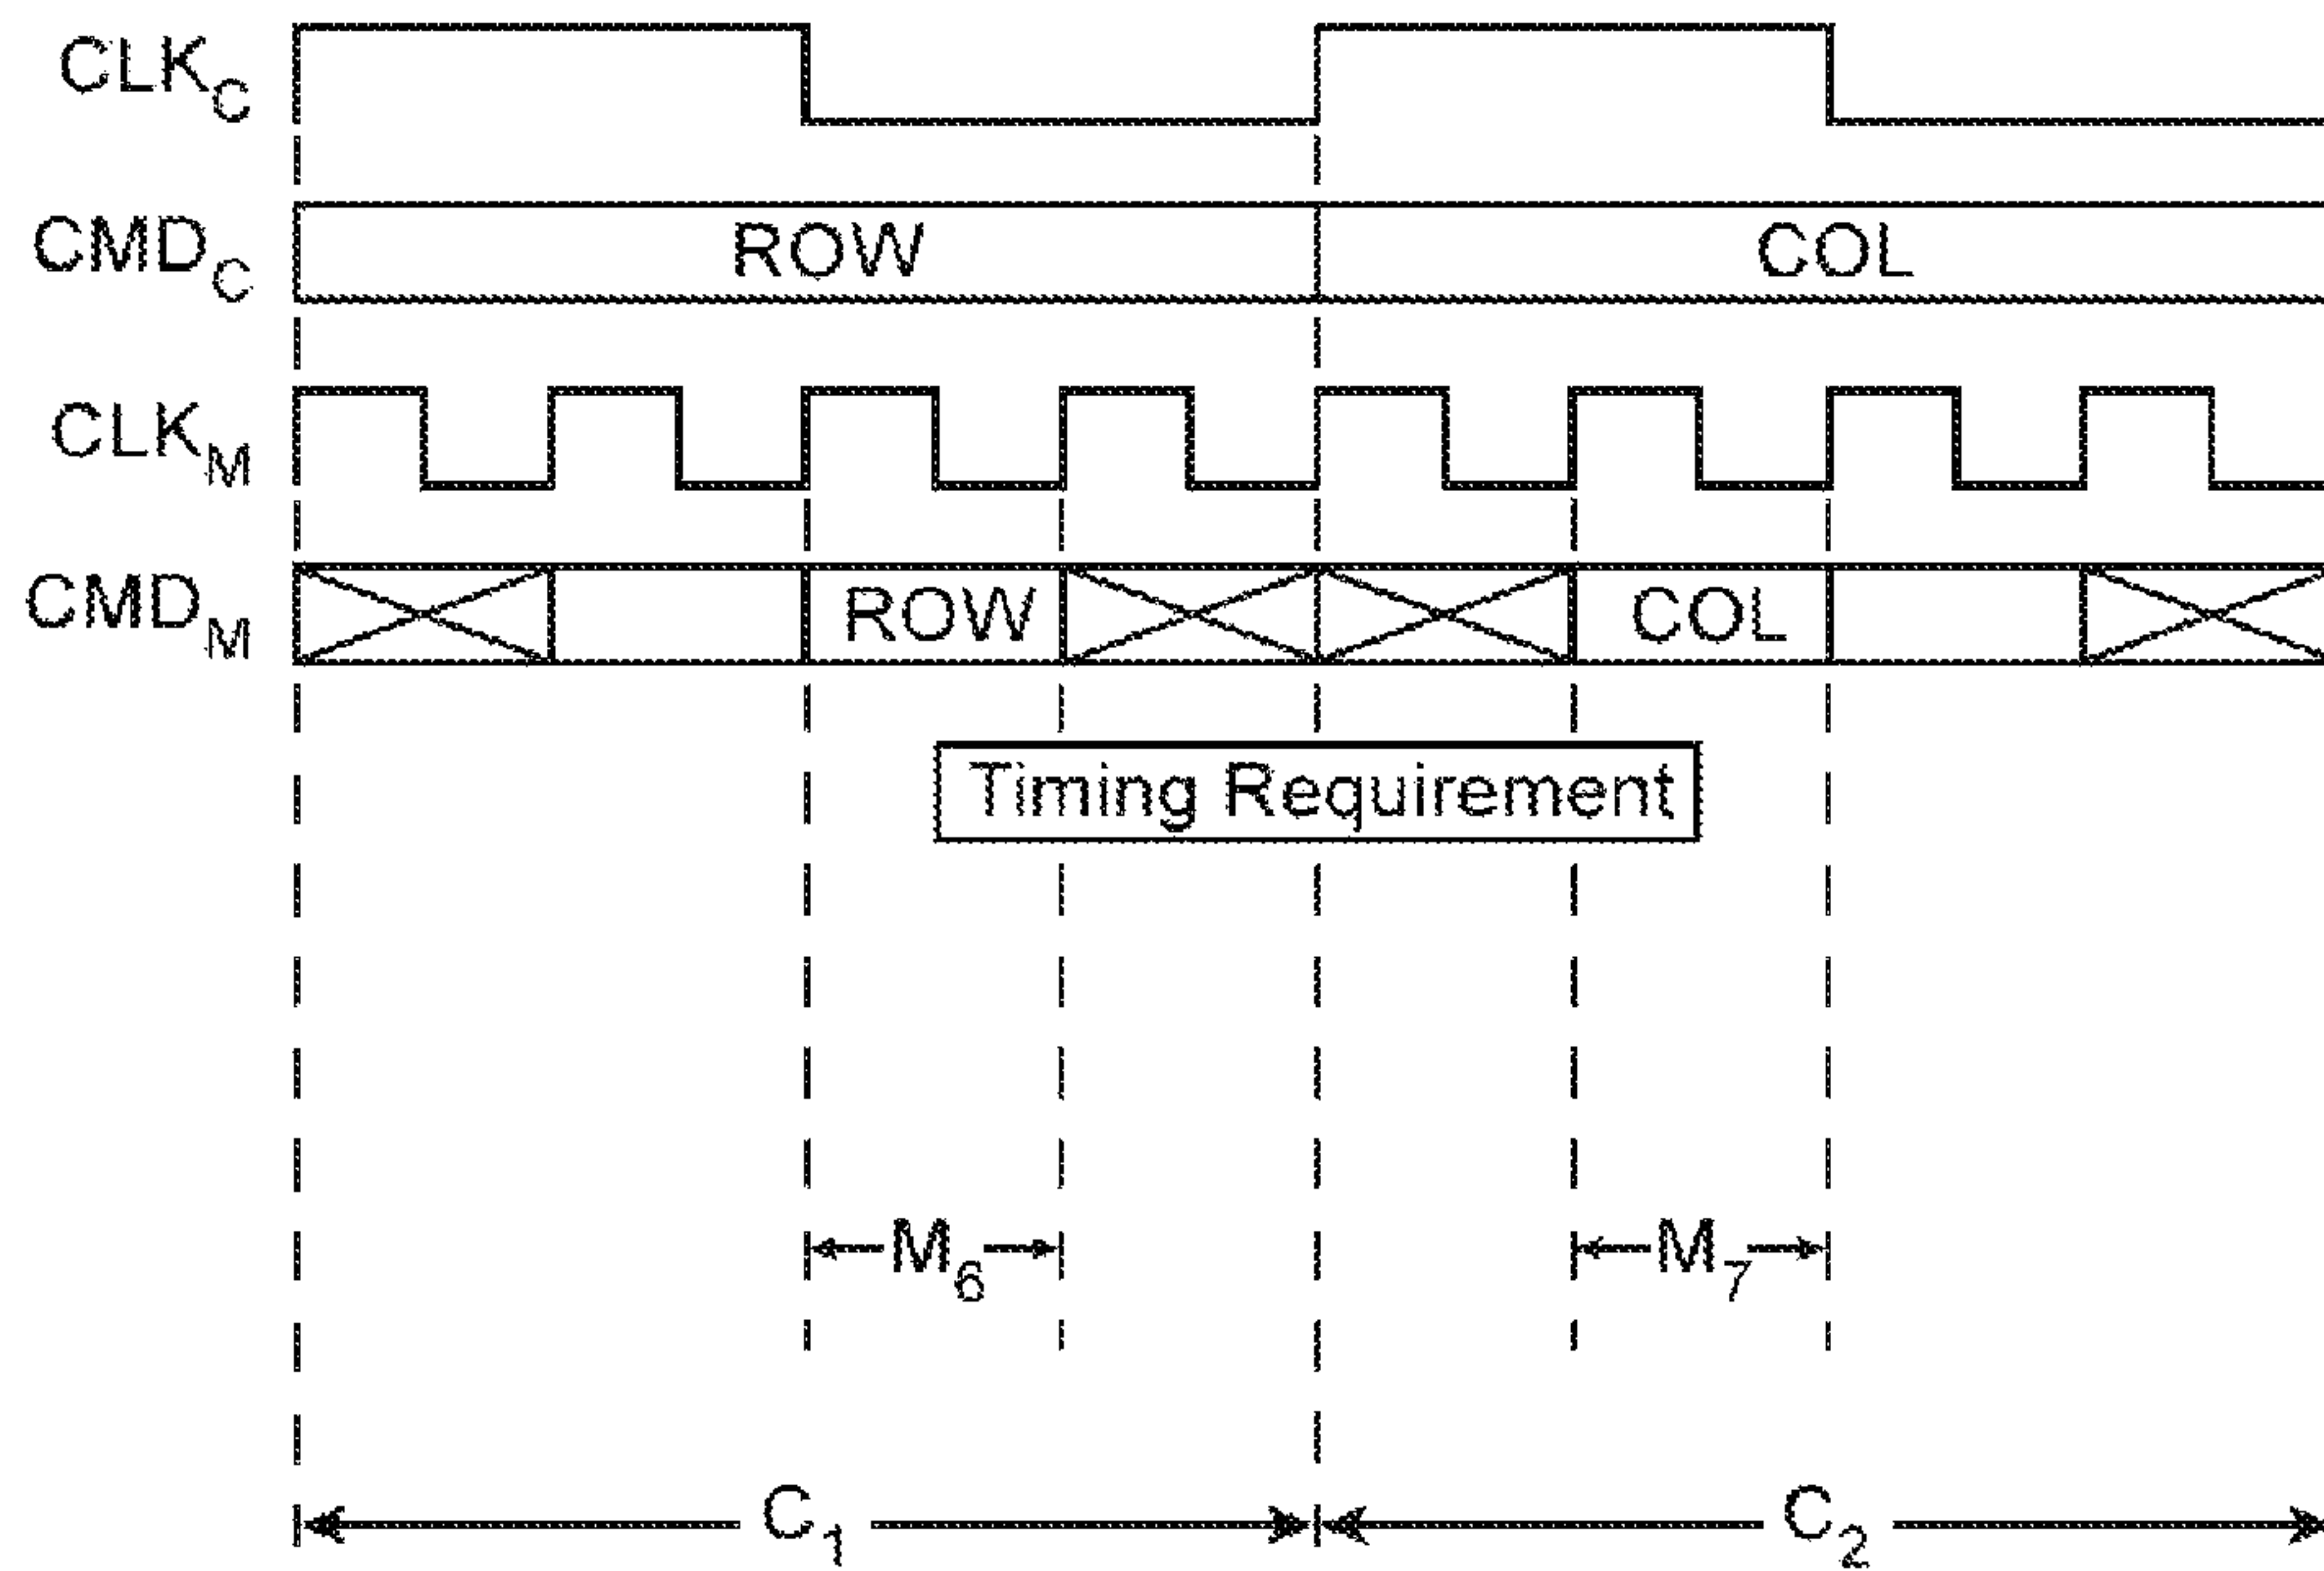 CLKC
CMDC ROW COL
CLKM
CMDM ROW COL
Timing Requirement
M6 M7
C1 C2